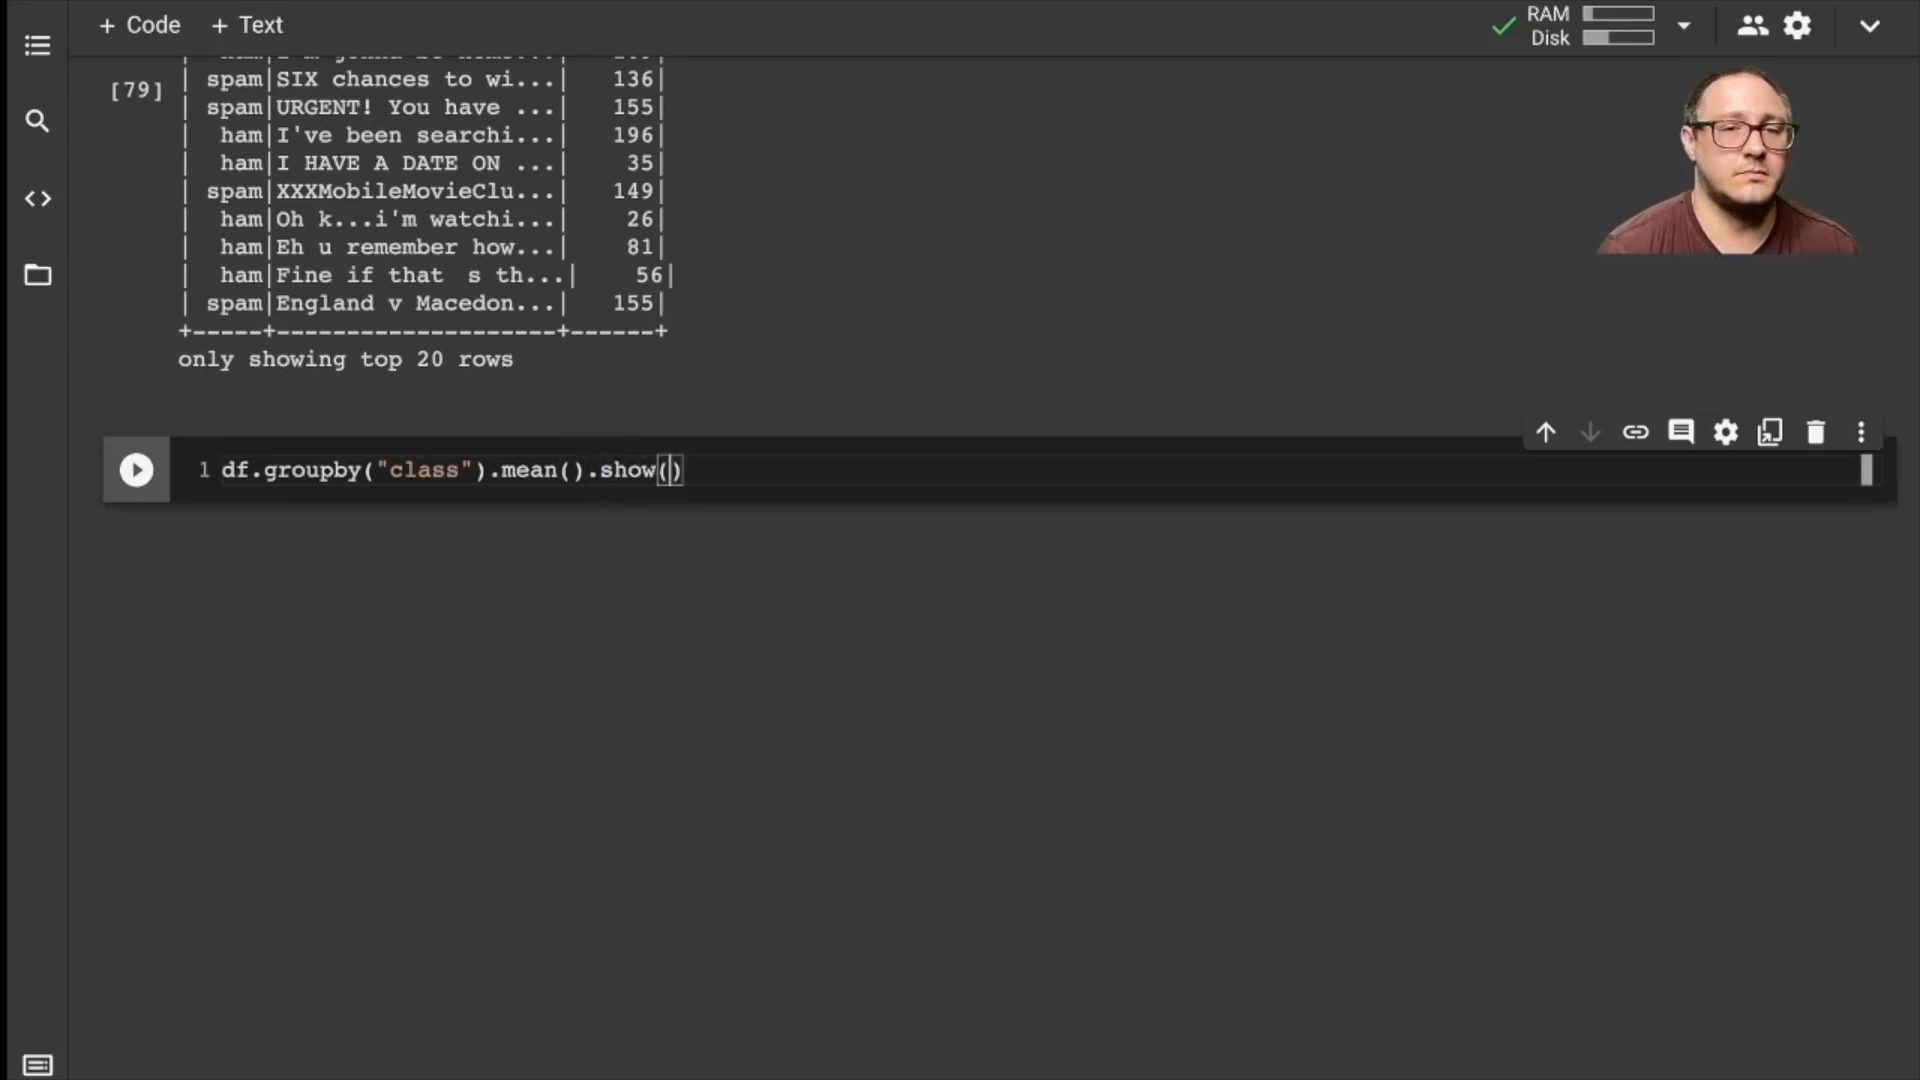 + Code + Text
RAM
Disk
[79]
| spam|SIX chances to wi...| 136|
| spam|URGENT! You have ...| 155|
| ham|I've been searchi...| 196|
| ham|I HAVE A DATE ON ...| 35|
| spam|XXXMobileMovieClu...| 149|
| ham|Oh k...i'm watchi...| 26|
| ham|Eh u remember how...| 81|
| ham|Fine if that s th...| 56|
| spam|England v Macedon...| 155|
+-----+--------------------+------+
only showing top 20 rows
1 df.groupby("class").mean().show()